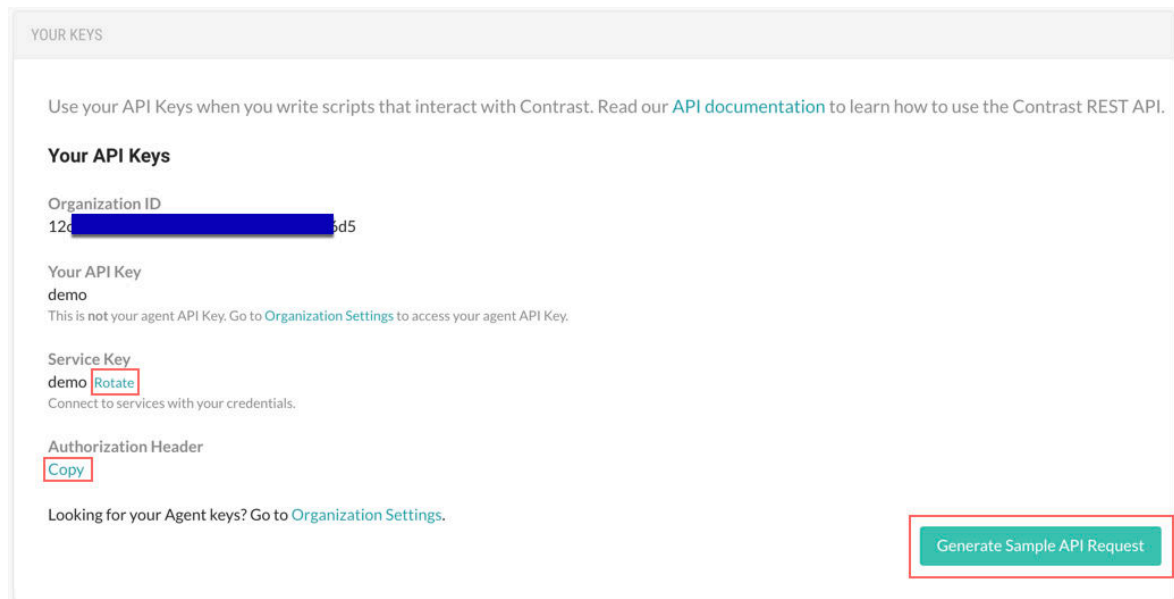 YOUR KEYS
Use your API Keys when you write scripts that interact with Contrast. Read our API documentation to learn how to use the Contrast REST API.
Your API Keys
Organization ID
12 d5
Your API Key
demo
This is not your agent API Key. Go to Organization Settings to access your agent API Key.
Service Key
demo Rotate
Connect to services with your credentials.
Authorization Header
Copy
Looking for your Agent keys? Go to Organization Settings.
Generate Sample API Request